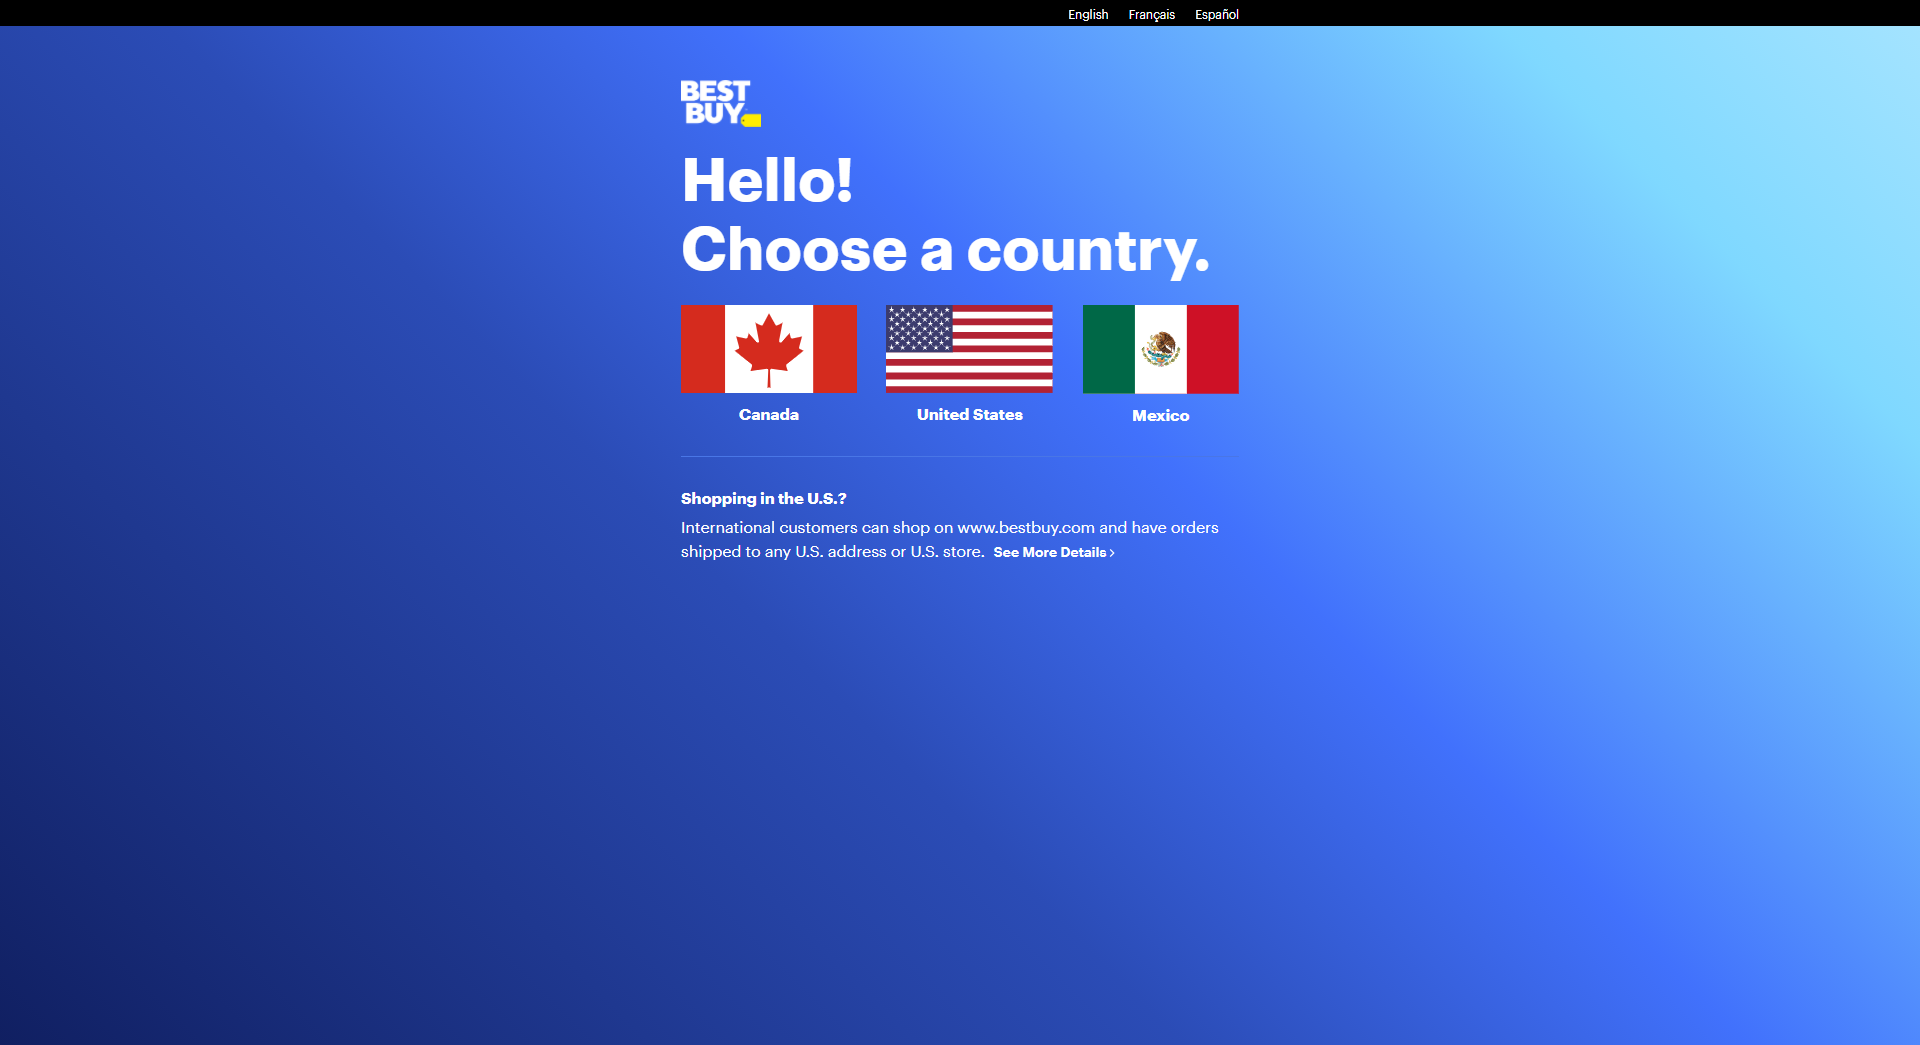 English Français Español
BEST
BUY
Hello!
Choose a country.
Canada United States Mexico
Shopping in the U.S.?
International customers can shop on www.bestbuy.com and have orders
shipped to any U.S. address or U.S. store. See More Details ›